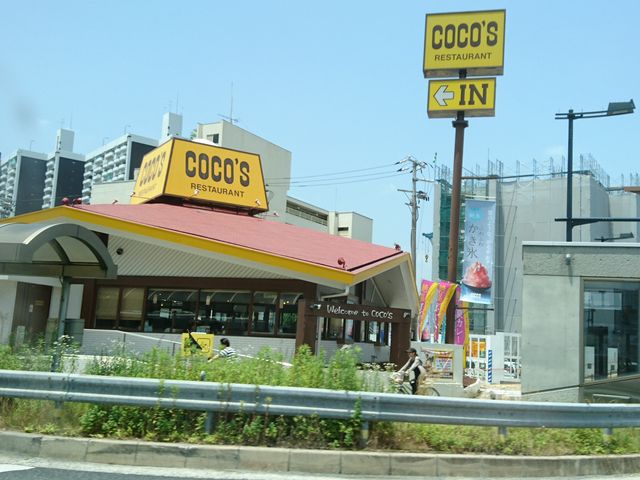 COCO'S
RESTAURANT
IN
COCO'S
RESTAURANT
Welcome to COCO'S
かき氷